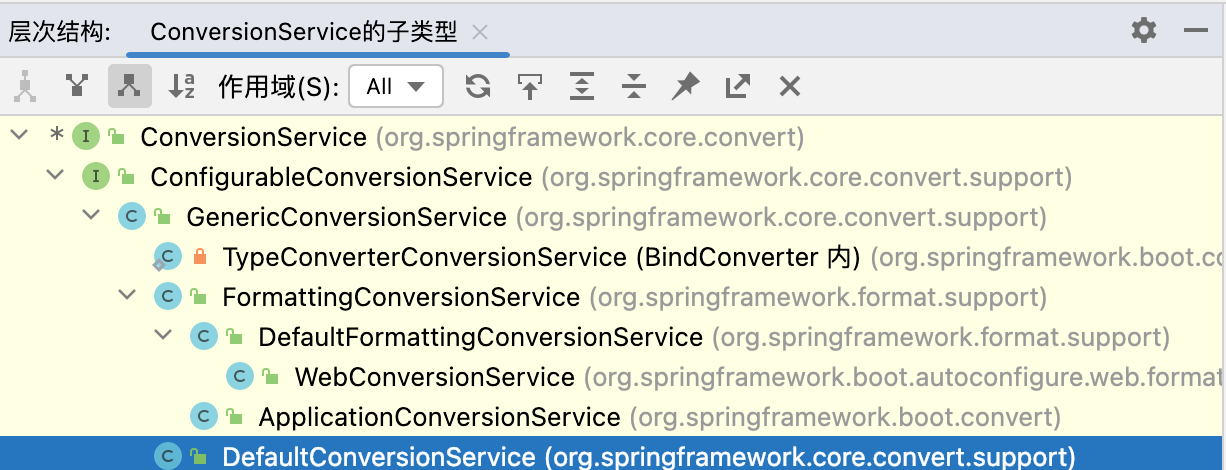 层次结构: ConversionService的子类型
作用域(S): All
* ConversionService (org.springframework.core.convert)
ConfigurableConversionService (org.springframework.core.convert.support)
GenericConversionService (org.springframework.core.convert.support)
TypeConverterConversionService (BindConverter 内) (org.springframework.boot.co
FormattingConversionService (org.springframework.format.support)
DefaultFormattingConversionService (org.springframework.format.support)
WebConversionService (org.springframework.boot.autoconfigure.web.format
ApplicationConversionService (org.springframework.boot.convert)
DefaultConversionService (org.springframework.core.convert.support)